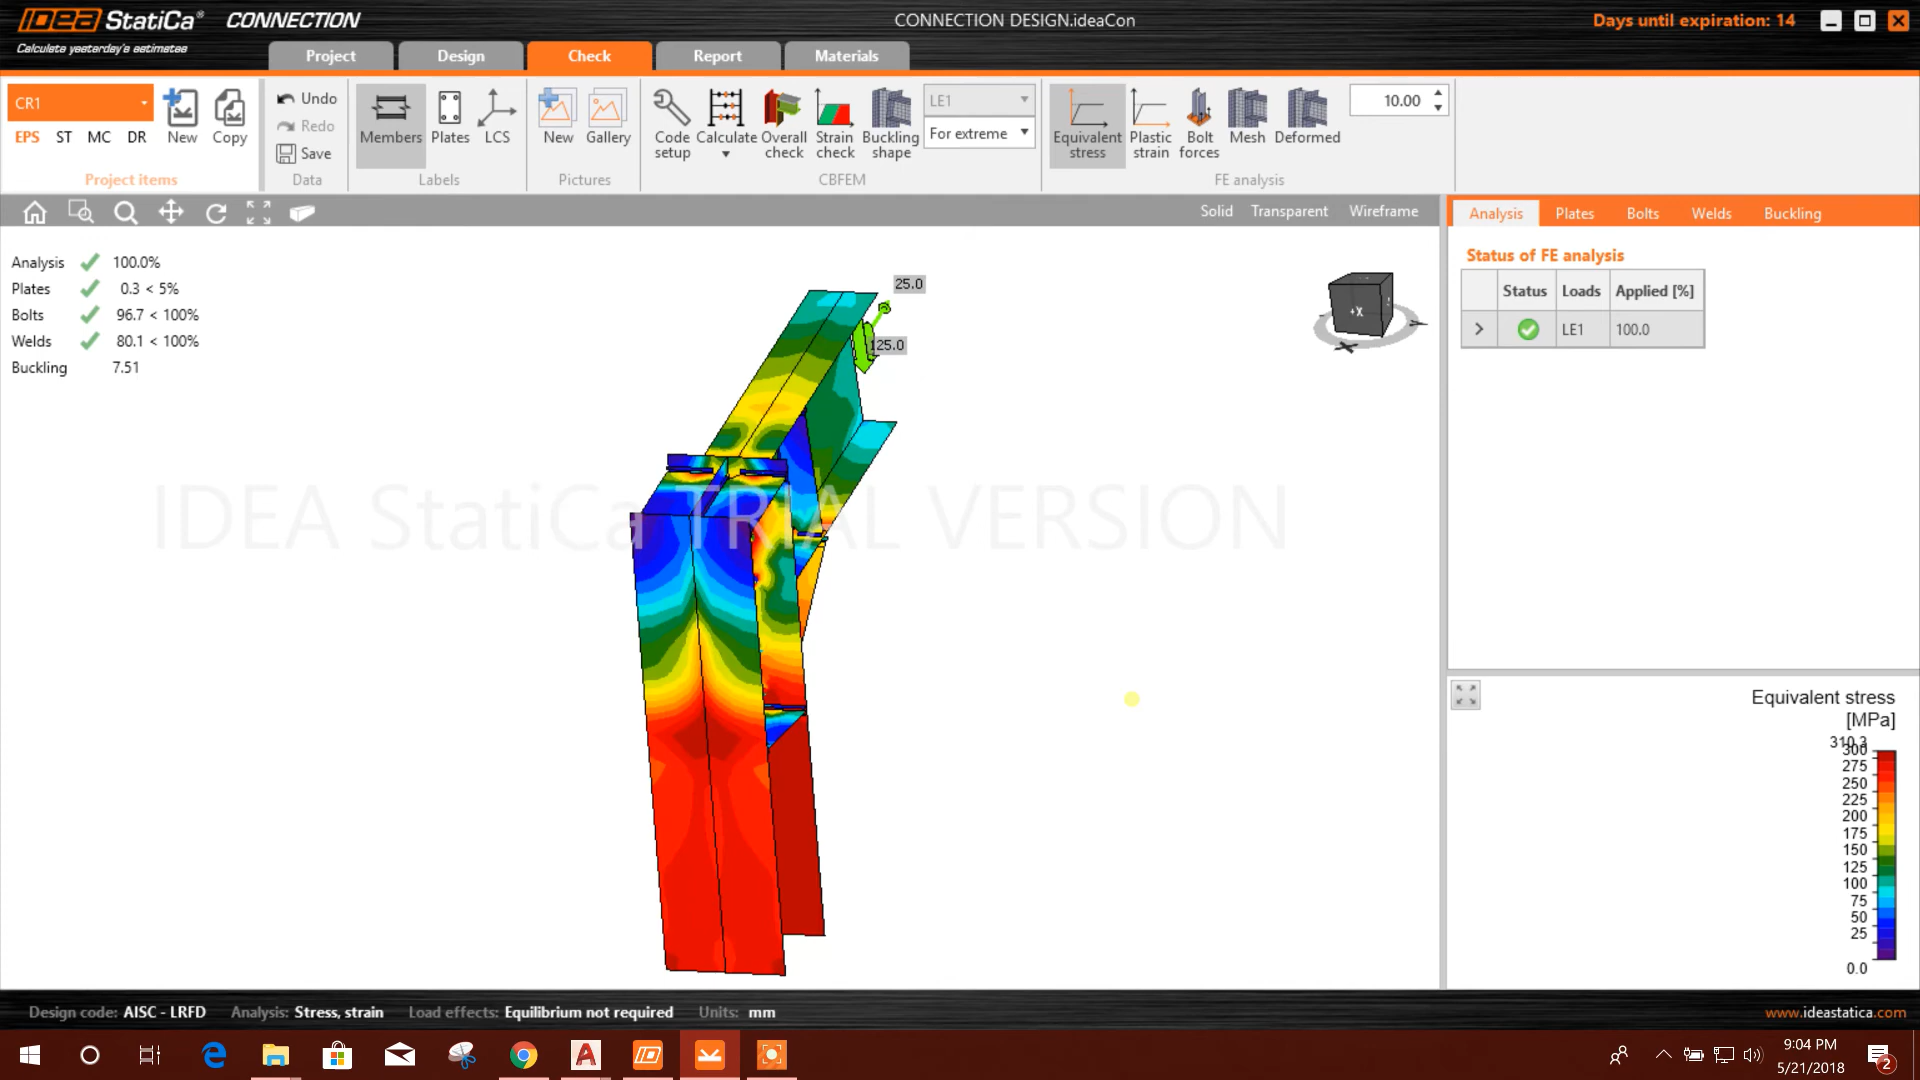 IDEA StatiCa® CONNECTION
Calculate yesterday's estimates
CONNECTION DESIGN.ideaCon
Days until expiration: 14
Project
Design
Check
Report
Materials
CR1
EPS ST MC DR
New
Copy
Project items
Undo
Redo
Save
Data
Members
Plates
LCS
Labels
New
Gallery
Pictures
Code setup
Calculate
Overall check
Strain check
Buckling shape
LE1
For extreme
CBFEM
Equivalent stress
Plastic strain
Bolt forces
Mesh
Deformed
10.00
FE analysis
Solid Transparent Wireframe
Analysis 100.0%
Plates 0.3 < 5%
Bolts 96.7 < 100%
Welds 80.1 < 100%
Buckling 7.51
25.0
125.0
+X
IDEA StatiCa TRIAL VERSION
Analysis Plates Bolts Welds Buckling
Status of FE analysis
Status Loads Applied [%]
LE1 100.0
Equivalent stress
[MPa]
310.3
300
275
250
225
200
175
150
125
100
75
50
25
0.0
Design code: AISC - LRFD Analysis: Stress, strain Load effects: Equilibrium not required Units: mm
www.ideastatica.com
9:04 PM
5/21/2018
2